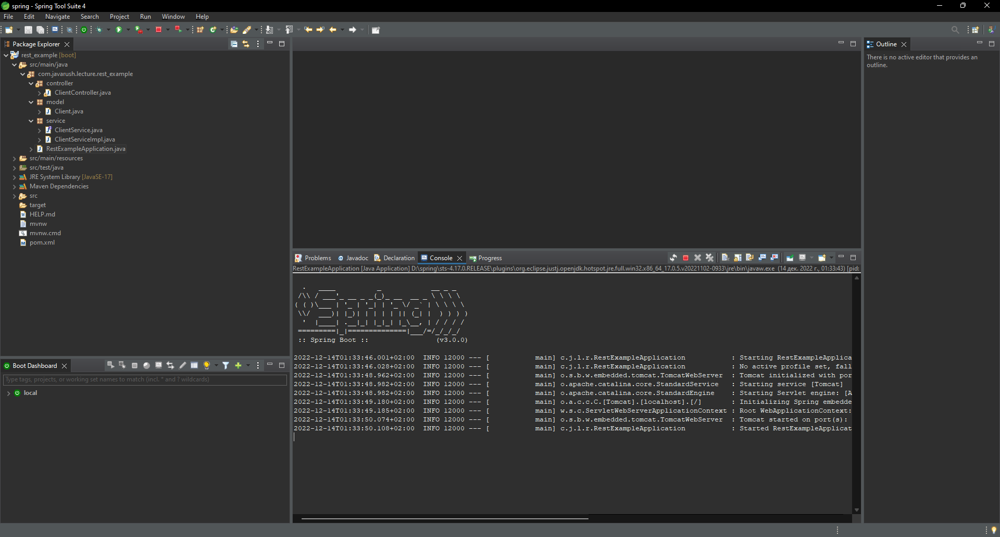 spring - Spring Tool Suite 4
File Edit Navigate Search Project Run Window Help
Package Explorer
rest_example [boot]
src/main/java
com.javarush.lecture.rest_example
controller
ClientController.java
model
Client.java
service
ClientService.java
ClientServiceImpl.java
RestExampleApplication.java
src/main/resources
src/test/java
JRE System Library [JavaSE-17]
Maven Dependencies
src
target
HELP.md
mvnw
mvnw.cmd
pom.xml
Boot Dashboard
Type tags, projects, or working set names to match (incl. * and ? wildcards)
local
Problems Javadoc Declaration Console Progress
RestExampleApplication [Java Application] D:\spring\sts-4.17.0.RELEASE\plugins\org.eclipse.justj.openjdk.hotspot.jre.full.win32.x86_64_17.0.5.v20221102-0933\jre\bin\javaw.exe (14 дек. 2022 г., 01:33:43) [pid:
Spring
:: Spring Boot :: (v3.0.0)
2022-12-14T01:33:46.001+02:00 INFO 12000 --- [ main] c.j.l.r.RestExampleApplication : Starting RestExampleApplica
2022-12-14T01:33:46.028+02:00 INFO 12000 --- [ main] c.j.l.r.RestExampleApplication : No active profile set, fall
2022-12-14T01:33:48.962+02:00 INFO 12000 --- [ main] o.s.b.w.embedded.tomcat.TomcatWebServer : Tomcat initialized with por
2022-12-14T01:33:48.982+02:00 INFO 12000 --- [ main] o.apache.catalina.core.StandardService : Starting service [Tomcat]
2022-12-14T01:33:48.982+02:00 INFO 12000 --- [ main] o.apache.catalina.core.StandardEngine : Starting Servlet engine: [A
2022-12-14T01:33:49.180+02:00 INFO 12000 --- [ main] o.a.c.c.C.[Tomcat].[localhost].[/] : Initializing Spring embedde
2022-12-14T01:33:49.185+02:00 INFO 12000 --- [ main] w.s.c.ServletWebServerApplicationContext : Root WebApplicationContext:
2022-12-14T01:33:50.074+02:00 INFO 12000 --- [ main] o.s.b.w.embedded.tomcat.TomcatWebServer : Tomcat started on port(s):
2022-12-14T01:33:50.108+02:00 INFO 12000 --- [ main] c.j.l.r.RestExampleApplication : Started RestExampleApplicat
Outline
There is no active editor that provides an
outline.